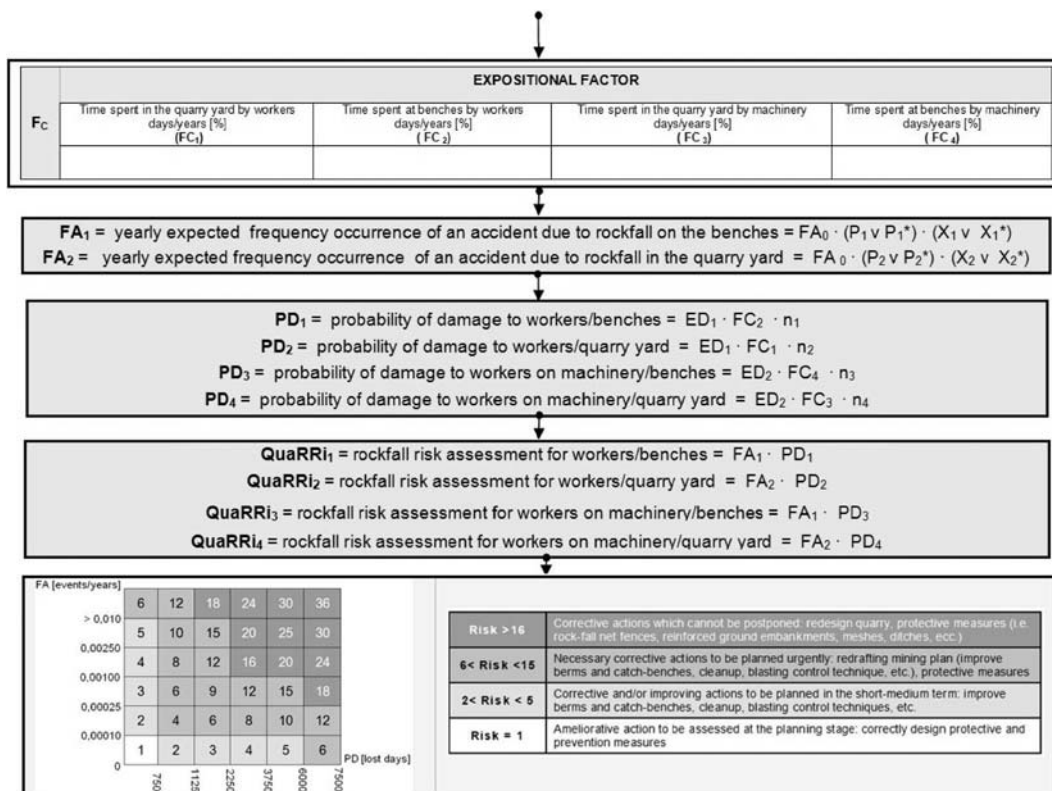 EXPOSITIONAL FACTOR
F_C
Time spent in the quarry yard by workers
days/years [%]
(FC₁)
Time spent at benches by workers
days/years [%]
( FC ₂)
Time spent in the quarry yard by machinery
days/years [%]
( FC ₃)
Time spent at benches by machinery
days/years [%]
( FC ₄)
FA₁ = yearly expected frequency occurrence of an accident due to rockfall on the benches = FA₀ · (P₁ v P₁*) · (X₁ v X₁*)
FA₂ = yearly expected frequency occurrence of an accident due to rockfall in the quarry yard = FA ₀ · (P₂ v P₂*) · (X₂ v X₂*)
PD₁ = probability of damage to workers/benches = ED₁ · FC₂ · n₁
PD₂ = probability of damage to workers/quarry yard = ED₁ · FC₁ · n₂
PD₃ = probability of damage to workers on machinery/benches = ED₂ · FC₄ · n₃
PD₄ = probability of damage to workers on machinery/quarry yard = ED₂ · FC₃ · n₄
QuaRRi₁ = rockfall risk assessment for workers/benches = FA₁ · PD₁
QuaRRi₂ = rockfall risk assessment for workers/quarry yard = FA₂ · PD₂
QuaRRi₃ = rockfall risk assessment for workers on machinery/benches = FA₁ · PD₃
QuaRRi₄ = rockfall risk assessment for workers on machinery/quarry yard = FA₂ · PD₄
FA [events/years]
6 12 18 24 30 36
> 0,010
5 10 15 20 25 30
0,00250
4 8 12 16 20 24
0,00100
3 6 9 12 15 18
0,00025
2 4 6 8 10 12
0,00010
1 2 3 4 5 6
PD [lost days]
0
750 1125 2250 3750 6000 7500
Risk >16
Corrective actions which cannot be postponed: redesign quarry, protective measures (i.e.
rock-fall net fences, reinforced ground embankments, meshes, ditches, ecc.)
6< Risk <15
Necessary corrective actions to be planned urgently: redrafting mining plan (improve
berms and catch-benches, cleanup, blasting control technique, etc.), protective measures
2< Risk < 5
Corrective and/or improving actions to be planned in the short-medium term: improve
berms and catch-benches, cleanup, blasting control techniques, etc.
Risk = 1
Ameliorative action to be assessed at the planning stage: correctly design protective and
prevention measures